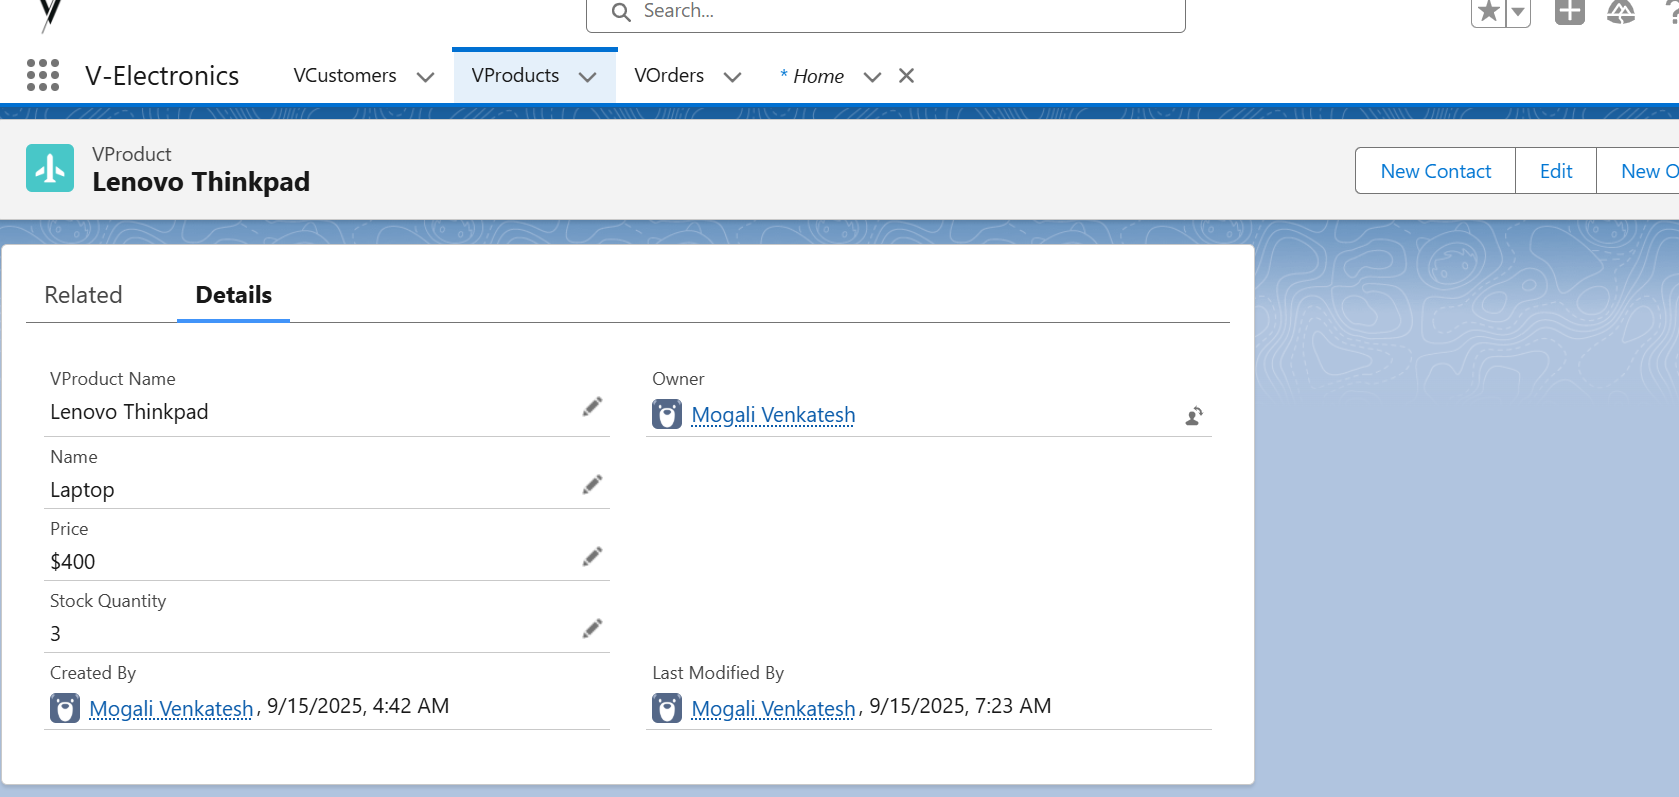 Search...
V-Electronics VCustomers VProducts VOrders * Home
VProduct
Lenovo Thinkpad
New Contact Edit New O
Related Details
VProduct Name Owner
Lenovo Thinkpad Mogali Venkatesh
Name
Laptop
Price
$400
Stock Quantity
3
Created By Last Modified By
Mogali Venkatesh, 9/15/2025, 4:42 AM Mogali Venkatesh, 9/15/2025, 7:23 AM